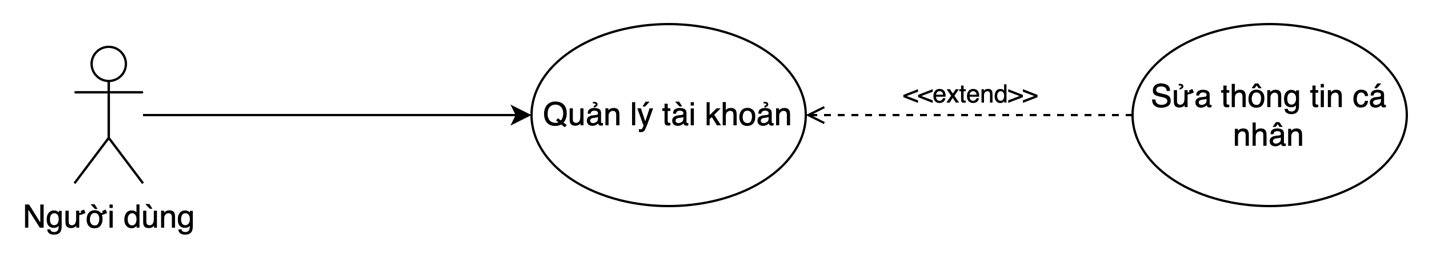 <<extend>>
Sửa thông tin cá
nhân
Quản lý tài khoản
Người dùng